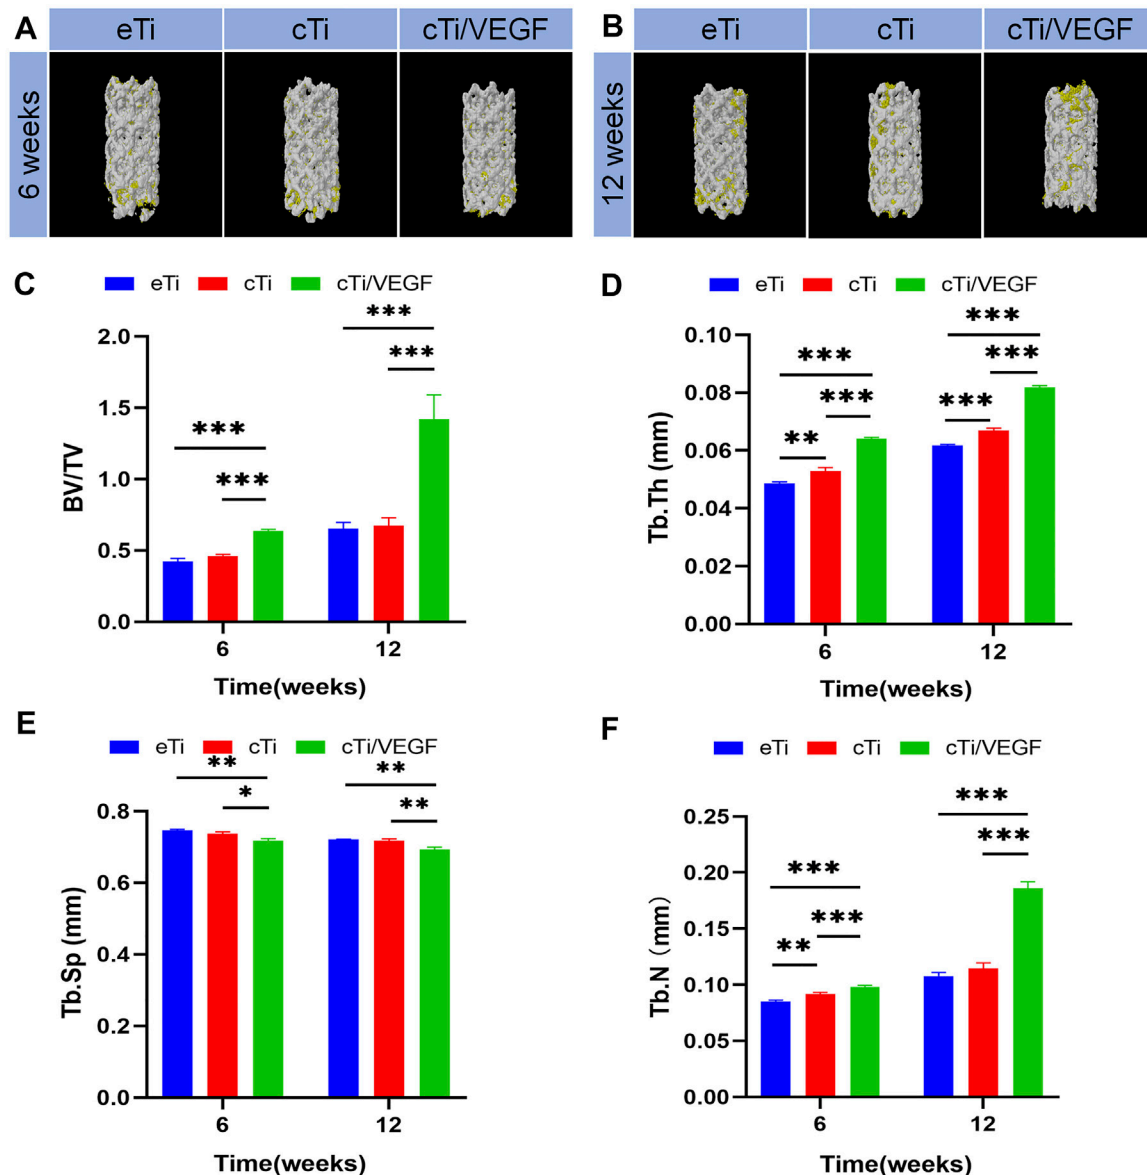 A
eTi
cTi
cTi/VEGF
6 weeks
B
eTi
cTi
cTi/VEGF
12 weeks
C
eTi
cTi
cTi/VEGF
2.0
1.5
1.0
0.5
0.0
BV/TV
***
***
***
***
6
12
Time(weeks)
D
eTi
cTi
cTi/VEGF
0.10
0.08
0.06
0.04
0.02
0.00
Tb.Th (mm)
***
***
**
***
***
***
6
12
Time(weeks)
E
eTi
cTi
cTi/VEGF
0.8
0.6
0.4
0.2
0.0
Tb.Sp (mm)
**
*
**
**
6
12
Time(weeks)
F
eTi
cTi
cTi/VEGF
0.25
0.20
0.15
0.10
0.05
0.00
Tb.N（mm）
***
***
**
***
***
6
12
Time(weeks)